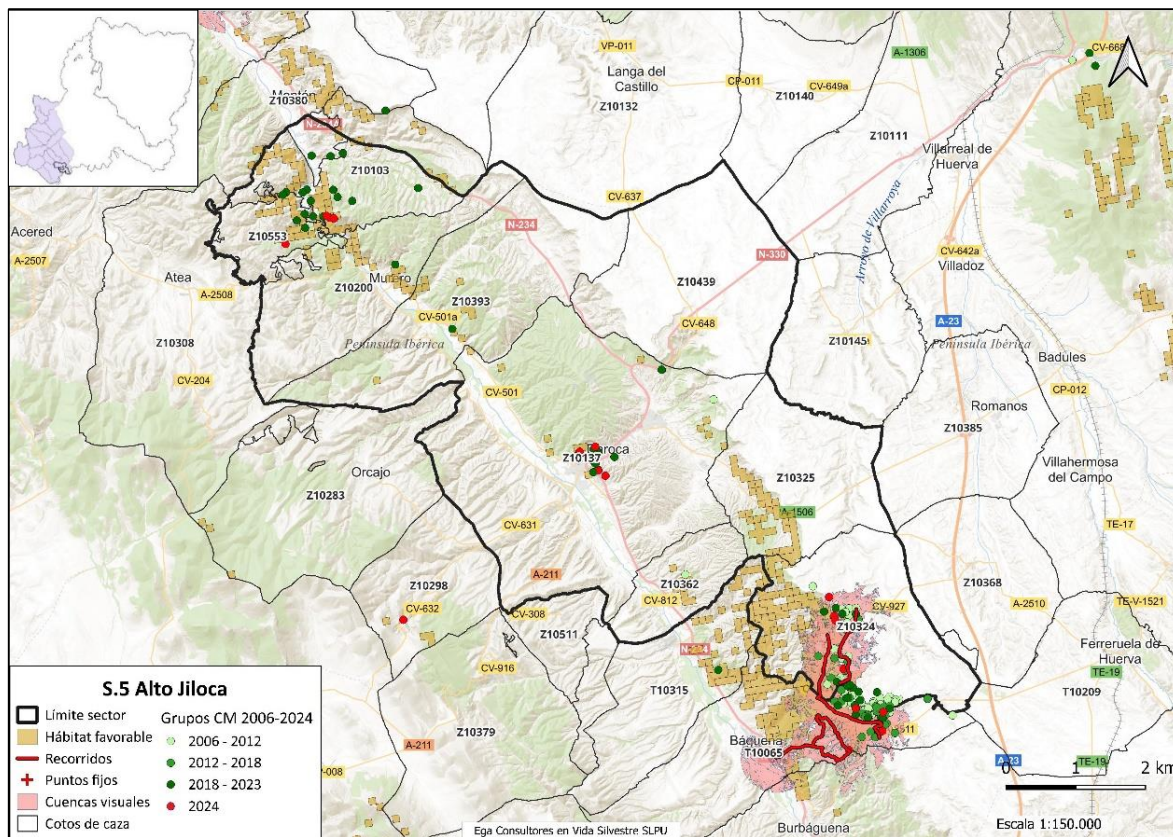 CV-668
VP-011
A-1306
Langa del
Castillo
CP-011
CV-649a
Z10132
Z10140
Z10380
Z10111
Villarreal de
Huerva
Z10103
CV-637
N-234
Arroyo de Villarroya
Acered
A-2507
Z10553
N-330
CV-642a
Villadoz
Atea
A-2508
Z10200
Z10439
Z10393
CV-501a
CV-648
A-23
Península Ibérica
Z10145
Península Ibérica
Z10308
Badules
CP-012
CV-204
CV-501
Romanos
Z10385
Z10137
Orcajo
Z10325
Villahermosa
del Campo
Z10283
A-1506
CV-631
TE-17
A-211
Z10362
Z10298
Z10368
CV-632
CV-308
CV-812
CV-927
A-2510
TE-V-1521
Z10324
Z10511
Ferreruela de
Huerva
CV-916
TE-19
T10315
T10209
Z10379
A-211
Báguena
T10065
A-23
TE-19
Burbáguena
S.5 Alto Jiloca
Límite sector
Hábitat favorable
Recorridos
Puntos fijos
Cuencas visuales
Cotos de caza
Grupos CM 2006-2024
2006 - 2012
2012 - 2018
2018 - 2023
2024
0 1 2 km
Escala 1:150.000
Ega Consultores en Vida Silvestre SLPU